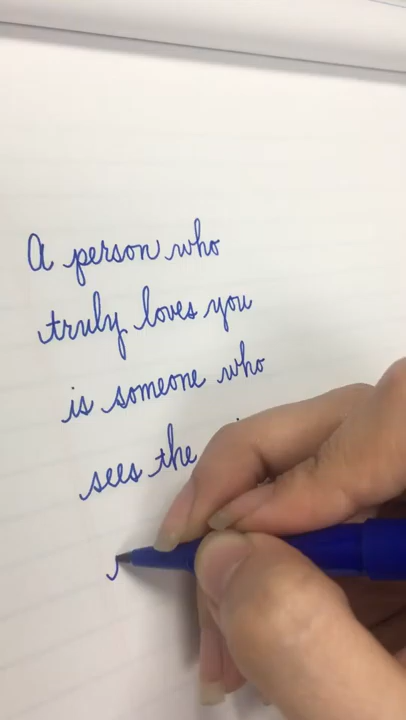 A person who
truly loves you
is someone who
sees the